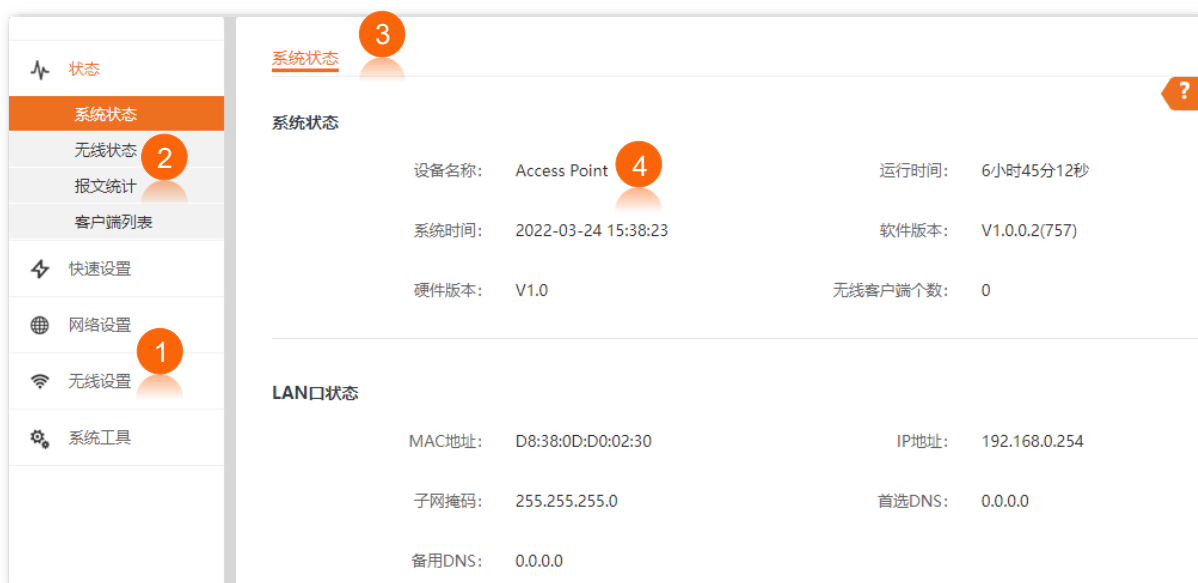 状态
系统状态
无线状态
2
报文统计
客户端列表
快速设置
网络设置
1
无线设置
系统工具
3
系统状态
?
系统状态
设备名称: Access Point 4 运行时间: 6小时45分12秒
系统时间: 2022-03-24 15:38:23 软件版本: V1.0.0.2(757)
硬件版本: V1.0 无线客户端个数: 0
LAN口状态
MAC地址: D8:38:0D:D0:02:30 IP地址: 192.168.0.254
子网掩码: 255.255.255.0 首选DNS: 0.0.0.0
备用DNS: 0.0.0.0